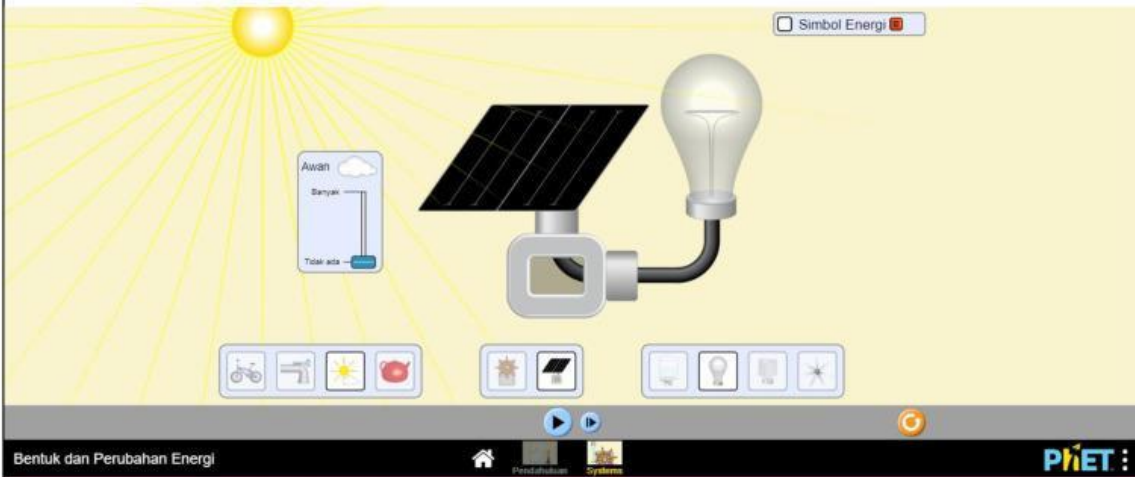 Simbol Energi E
Awan
Banyak
Tidak ada
Bentuk dan Perubahan Energi
Pendahuluan
Systems
PhET